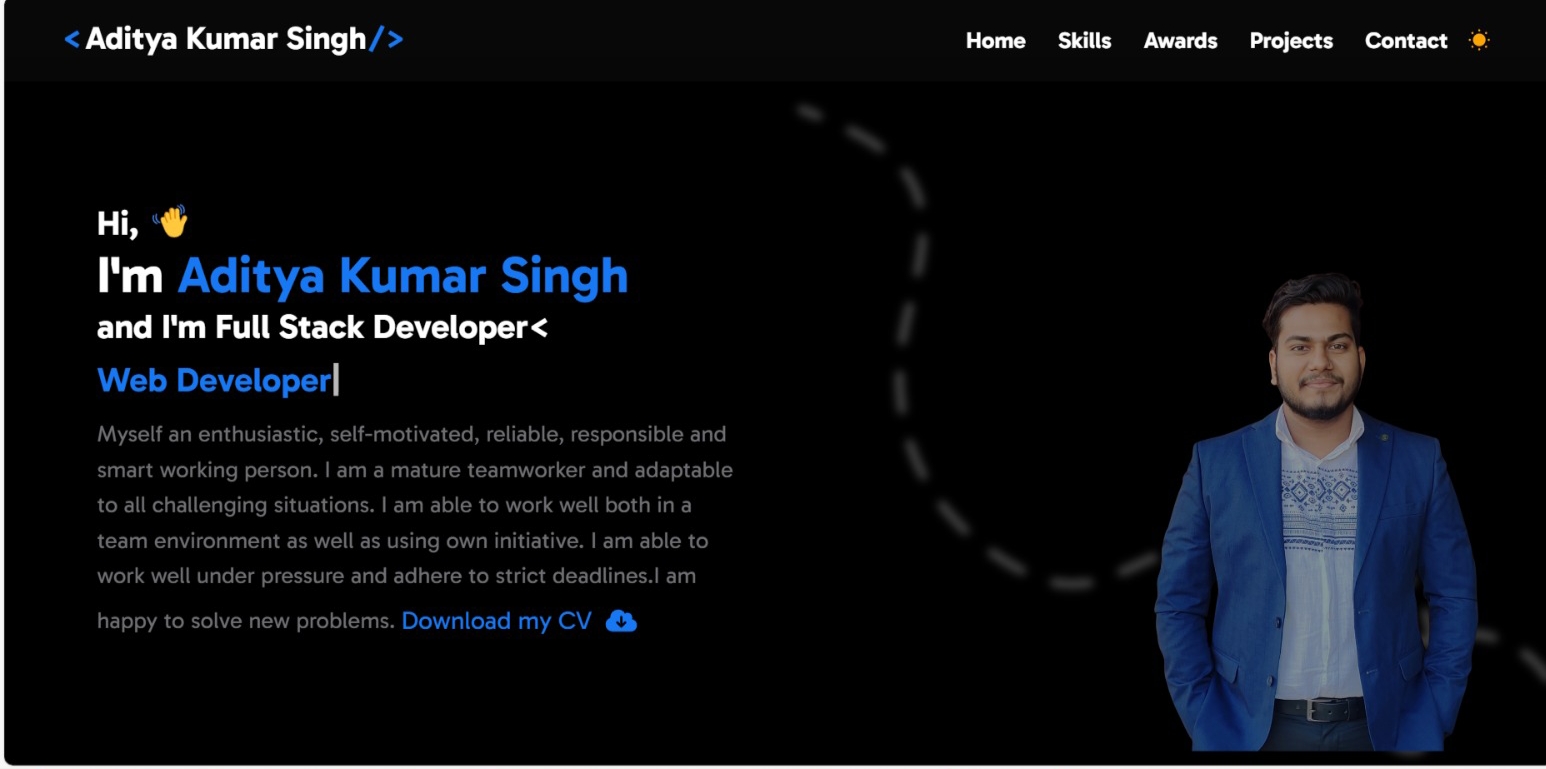 < Aditya Kumar Singh/>
Home Skills Awards Projects Contact
Hi, 👋
I'm Aditya Kumar Singh
and I'm Full Stack Developer<
Web Developer|
Myself an enthusiastic, self-motivated, reliable, responsible and
smart working person. I am a mature teamworker and adaptable
to all challenging situations. I am able to work well both in a
team environment as well as using own initiative. I am able to
work well under pressure and adhere to strict deadlines.I am
happy to solve new problems. Download my CV